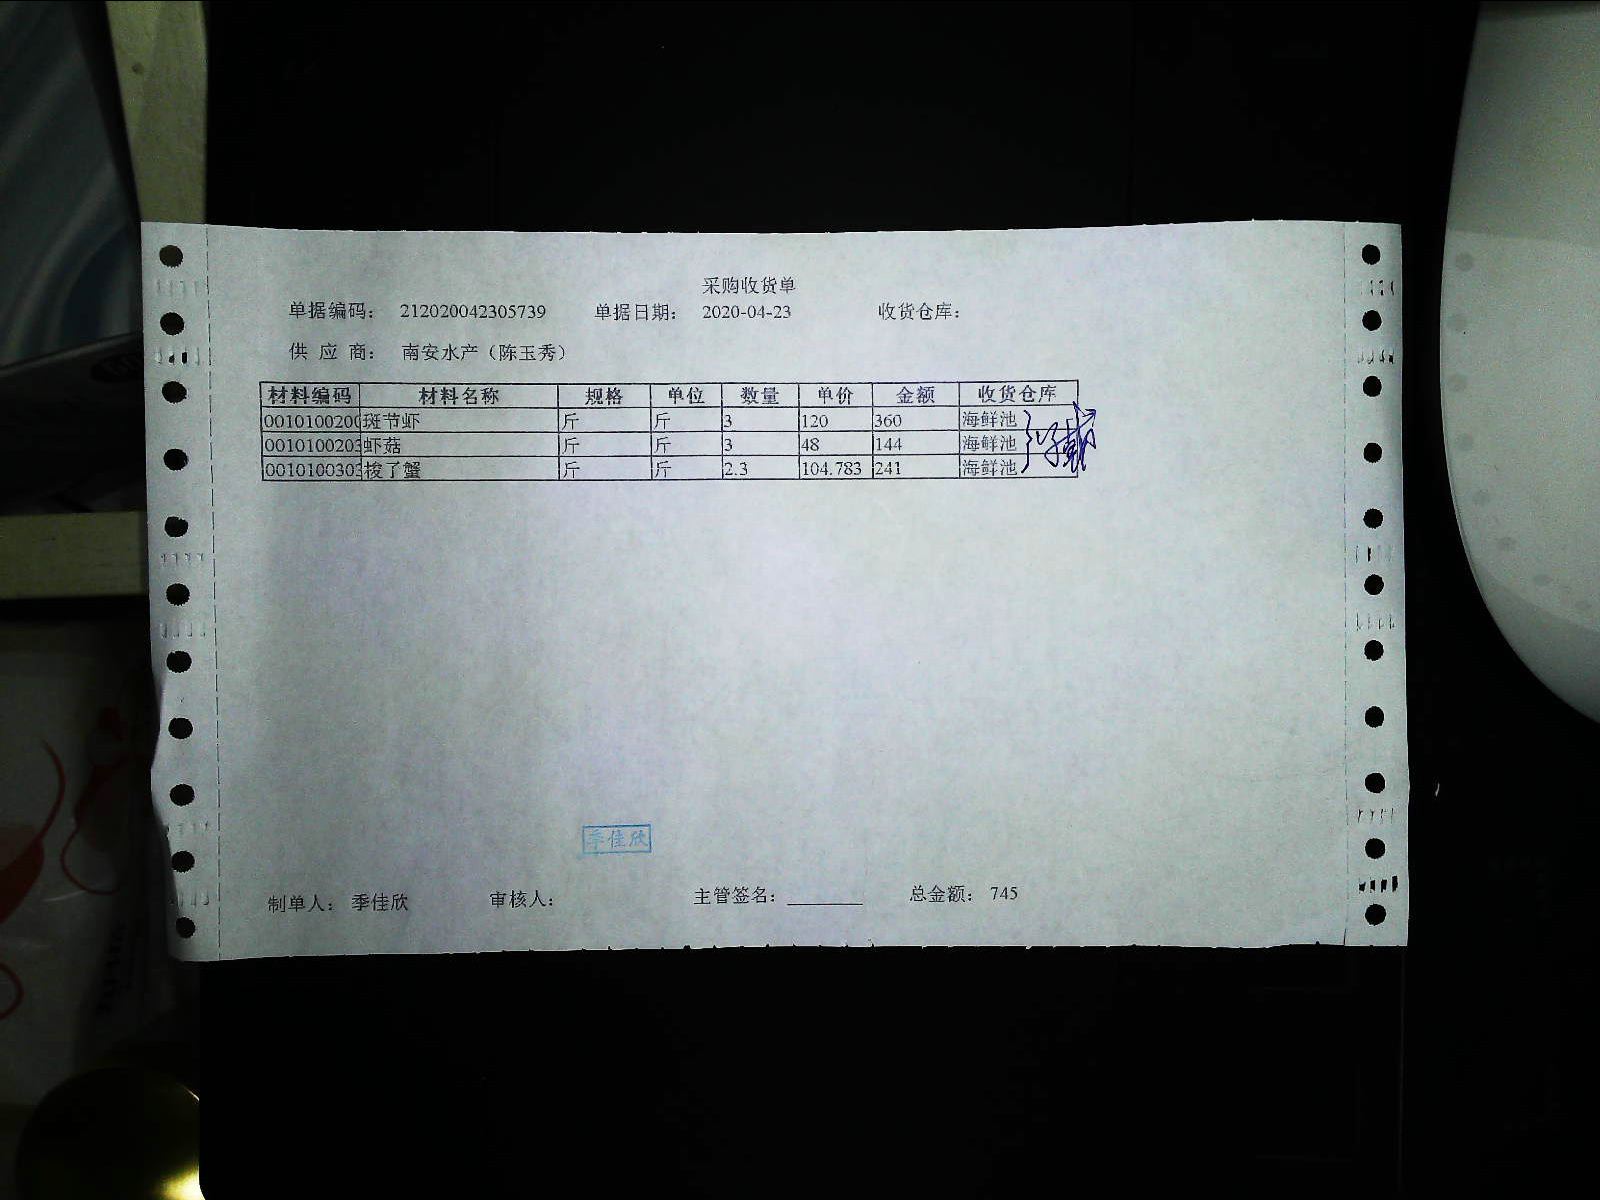 采购收货单
单据编码： 212020042305739 单据日期： 2020-04-23 收货仓库：
供 应 商： 南安水产（陈玉秀）
材料编码 材料名称 规格 单位 数量 单价 金额 收货仓库
0010100200 斑节虾 斤 斤 3 120 360 海鲜池
0010100203 虾菇 斤 斤 3 48 144 海鲜池
0010100303 梭了蟹 斤 斤 2.3 104.783 241 海鲜池
季佳欣
制单人： 季佳欣 审核人： 主管签名： 总金额： 745